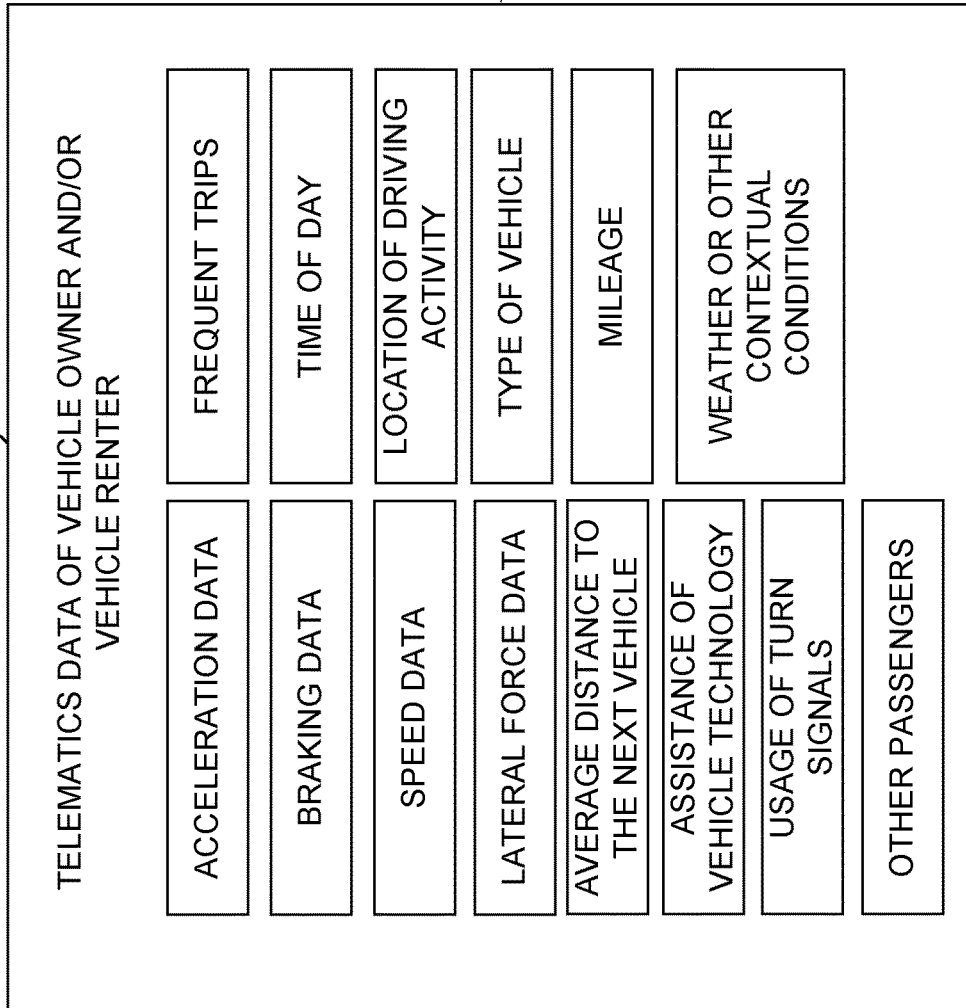 TELEMATICS DATA OF VEHICLE OWNER AND/OR
VEHICLE RENTER
ACCELERATION DATA
BRAKING DATA
SPEED DATA
LATERAL FORCE DATA
AVERAGE DISTANCE TO
THE NEXT VEHICLE
ASSISTANCE OF
VEHICLE TECHNOLOGY
USAGE OF TURN
SIGNALS
OTHER PASSENGERS
FREQUENT TRIPS
TIME OF DAY
LOCATION OF DRIVING
ACTIVITY
TYPE OF VEHICLE
MILEAGE
WEATHER OR OTHER
CONTEXTUAL
CONDITIONS